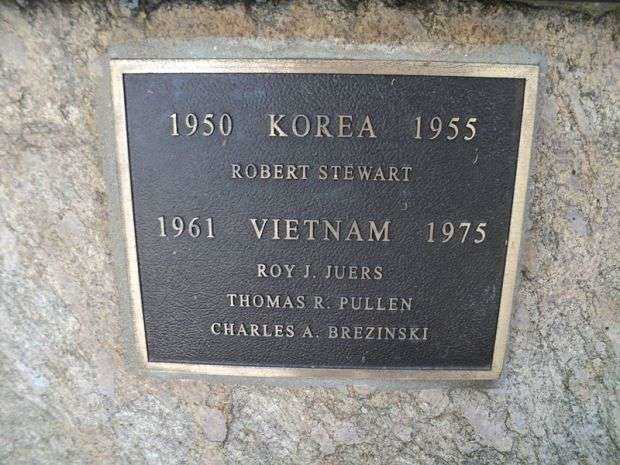 1950 KOREA 1955
ROBERT STEWART
1961 VIETNAM 1975
ROY J. JUERS
THOMAS R. PULLEN
CHARLES A. BREZINSKI